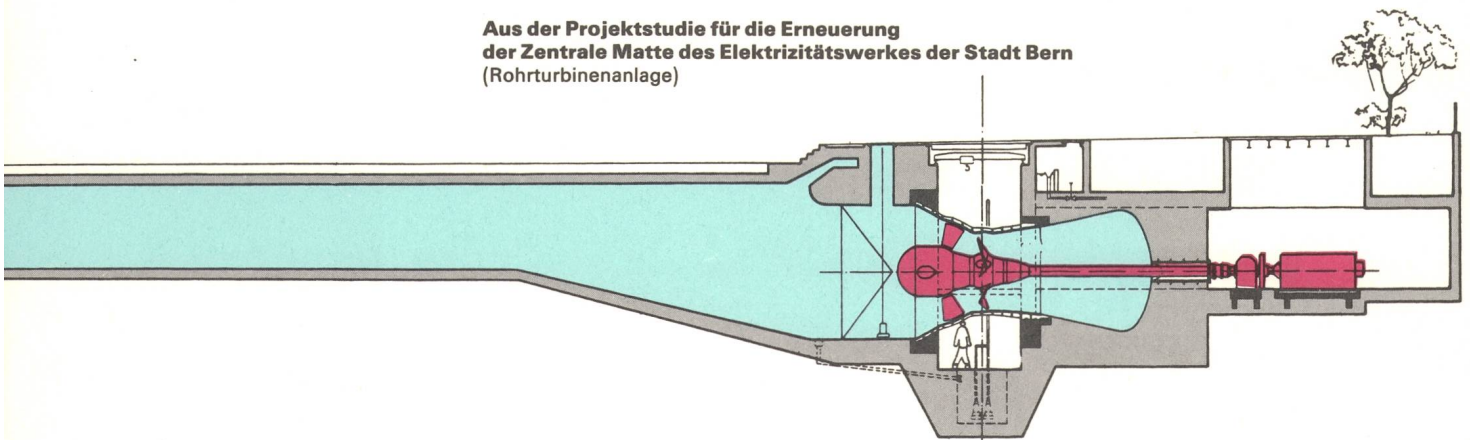 Aus der Projektstudie für die Erneuerung
der Zentrale Matte des Elektrizitätswerkes der Stadt Bern
(Rohrturbinenanlage)